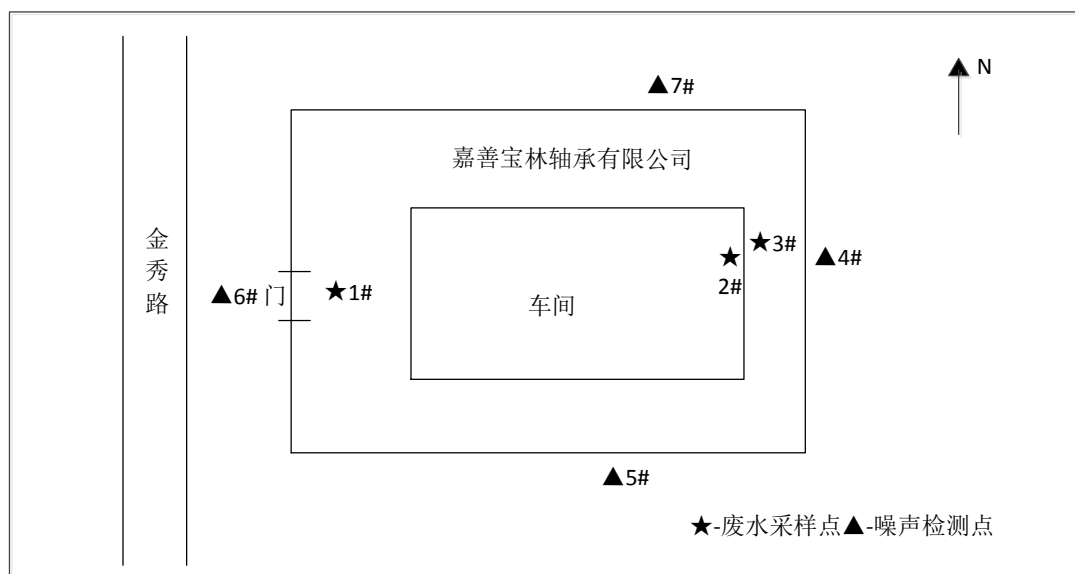 ▲7#
N
嘉善宝林轴承有限公司
金秀路
★3#
▲4#
★
2#
▲6# 门
★1#
车间
▲5#
★-废水采样点▲-噪声检测点